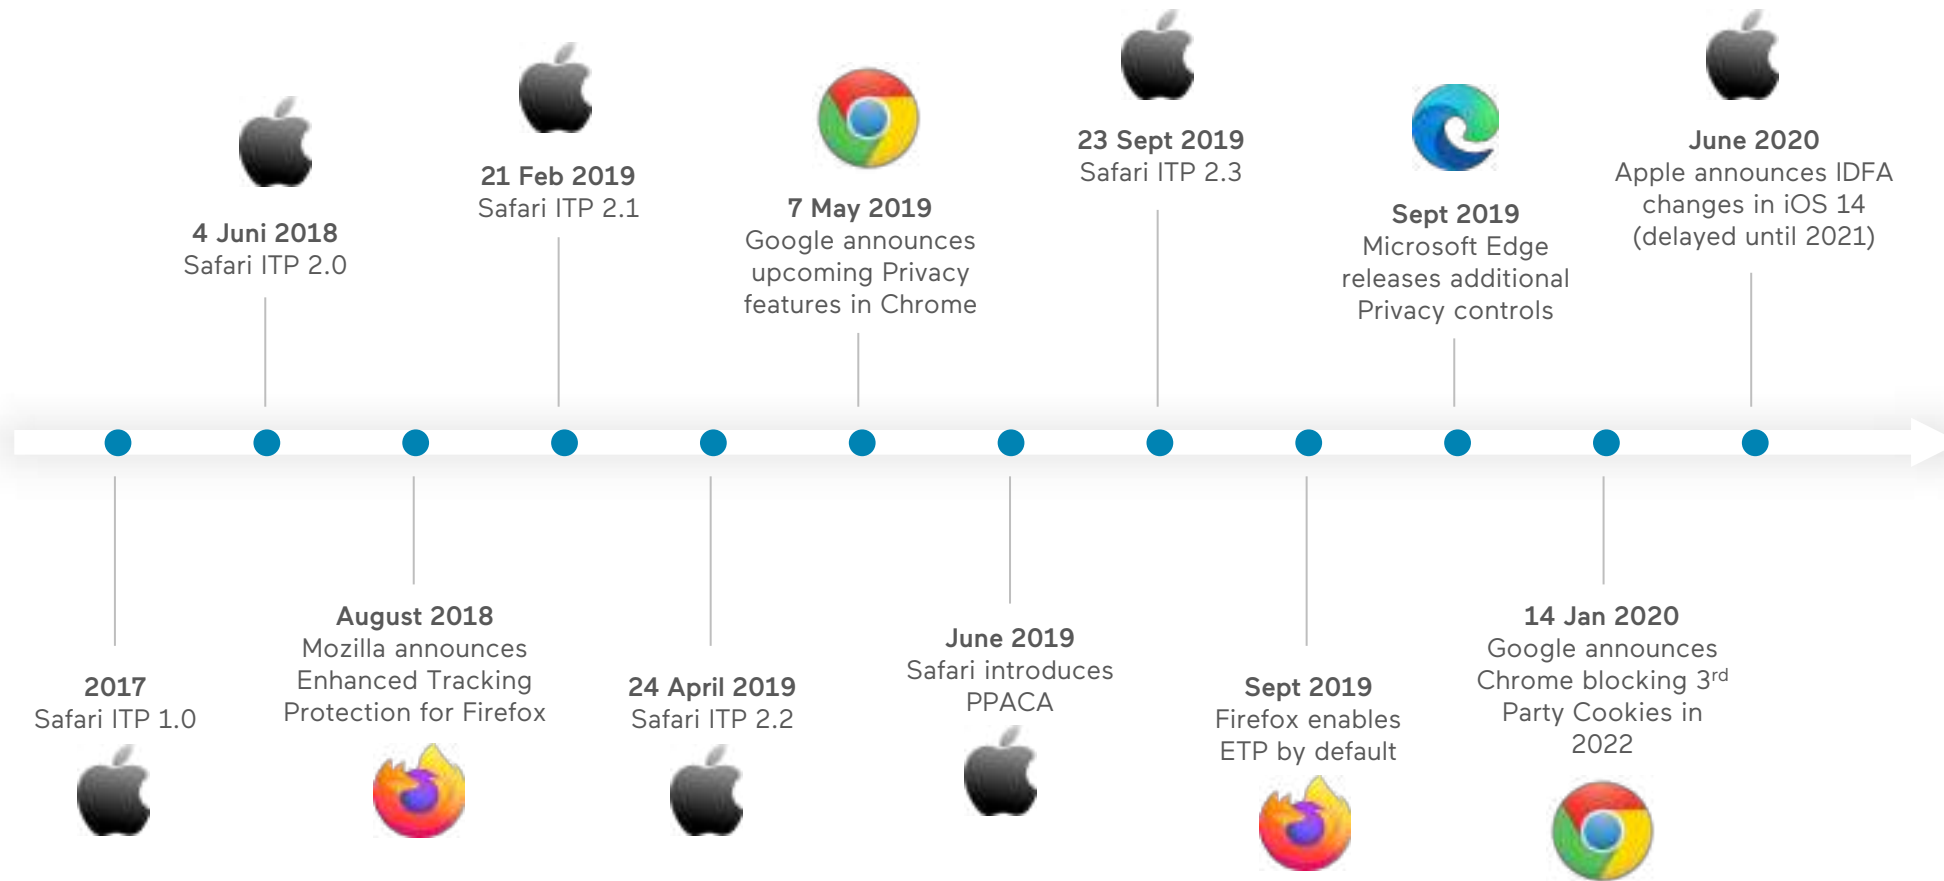 2017
Safari ITP 1.0
4 Juni 2018
Safari ITP 2.0
August 2018
Mozilla announces
Enhanced Tracking
Protection for Firefox
21 Feb 2019
Safari ITP 2.1
24 April 2019
Safari ITP 2.2
7 May 2019
Google announces
upcoming Privacy
features in Chrome
June 2019
Safari introduces
PPACA
23 Sept 2019
Safari ITP 2.3
Sept 2019
Firefox enables
ETP by default
Sept 2019
Microsoft Edge
releases additional
Privacy controls
14 Jan 2020
Google announces
Chrome blocking 3rd
Party Cookies in
2022
June 2020
Apple announces IDFA
changes in iOS 14
(delayed until 2021)